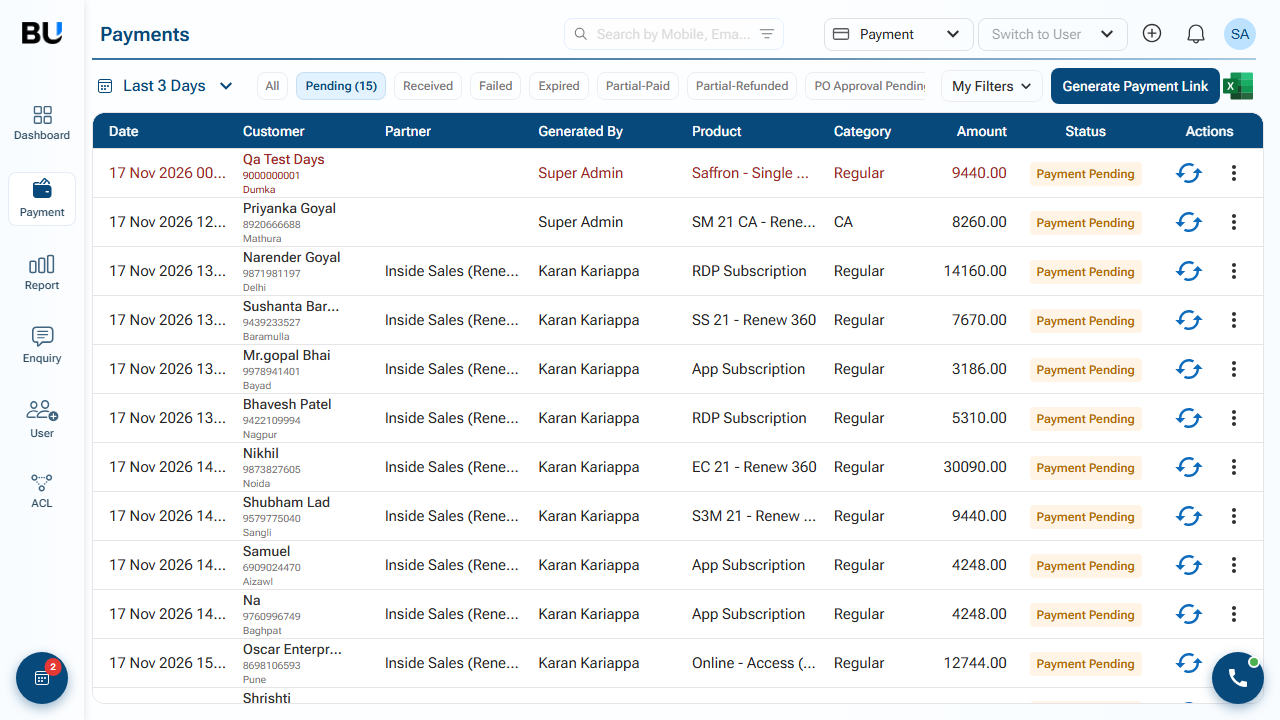 BU
Payments
Search by Mobile, Ema...
Payment
Switch to User
SA
Last 3 Days
All
Pending (15)
Received
Failed
Expired
Partial-Paid
Partial-Refunded
PO Approval Pending
My Filters
Generate Payment Link
X
Dashboard
Payment
Report
Enquiry
User
ACL
2
Date Customer Partner Generated By Product Category Amount Status Actions
17 Nov 2026 00... Qa Test Days Super Admin Saffron - Single ... Regular 9440.00 Payment Pending
9000000001
Dumka
17 Nov 2026 12... Priyanka Goyal Super Admin SM 21 CA - Rene... CA 8260.00 Payment Pending
8920666688
Mathura
17 Nov 2026 13... Narender Goyal Inside Sales (Rene... Karan Kariappa RDP Subscription Regular 14160.00 Payment Pending
9871981197
Delhi
17 Nov 2026 13... Sushanta Bar... Inside Sales (Rene... Karan Kariappa SS 21 - Renew 360 Regular 7670.00 Payment Pending
9439233527
Baramulla
17 Nov 2026 13... Mr.gopal Bhai Inside Sales (Rene... Karan Kariappa App Subscription Regular 3186.00 Payment Pending
9978941401
Bayad
17 Nov 2026 13... Bhavesh Patel Inside Sales (Rene... Karan Kariappa RDP Subscription Regular 5310.00 Payment Pending
9422109994
Nagpur
17 Nov 2026 14... Nikhil Inside Sales (Rene... Karan Kariappa EC 21 - Renew 360 Regular 30090.00 Payment Pending
9873827605
Noida
17 Nov 2026 14... Shubham Lad Inside Sales (Rene... Karan Kariappa S3M 21 - Renew ... Regular 9440.00 Payment Pending
9579775040
Sangli
17 Nov 2026 14... Samuel Inside Sales (Rene... Karan Kariappa App Subscription Regular 4248.00 Payment Pending
6909024470
Aizawl
17 Nov 2026 14... Na Inside Sales (Rene... Karan Kariappa App Subscription Regular 4248.00 Payment Pending
9760996749
Baghpat
17 Nov 2026 15... Oscar Enterpr... Inside Sales (Rene... Karan Kariappa Online - Access (... Regular 12744.00 Payment Pending
8698106593
Pune
Shrishti